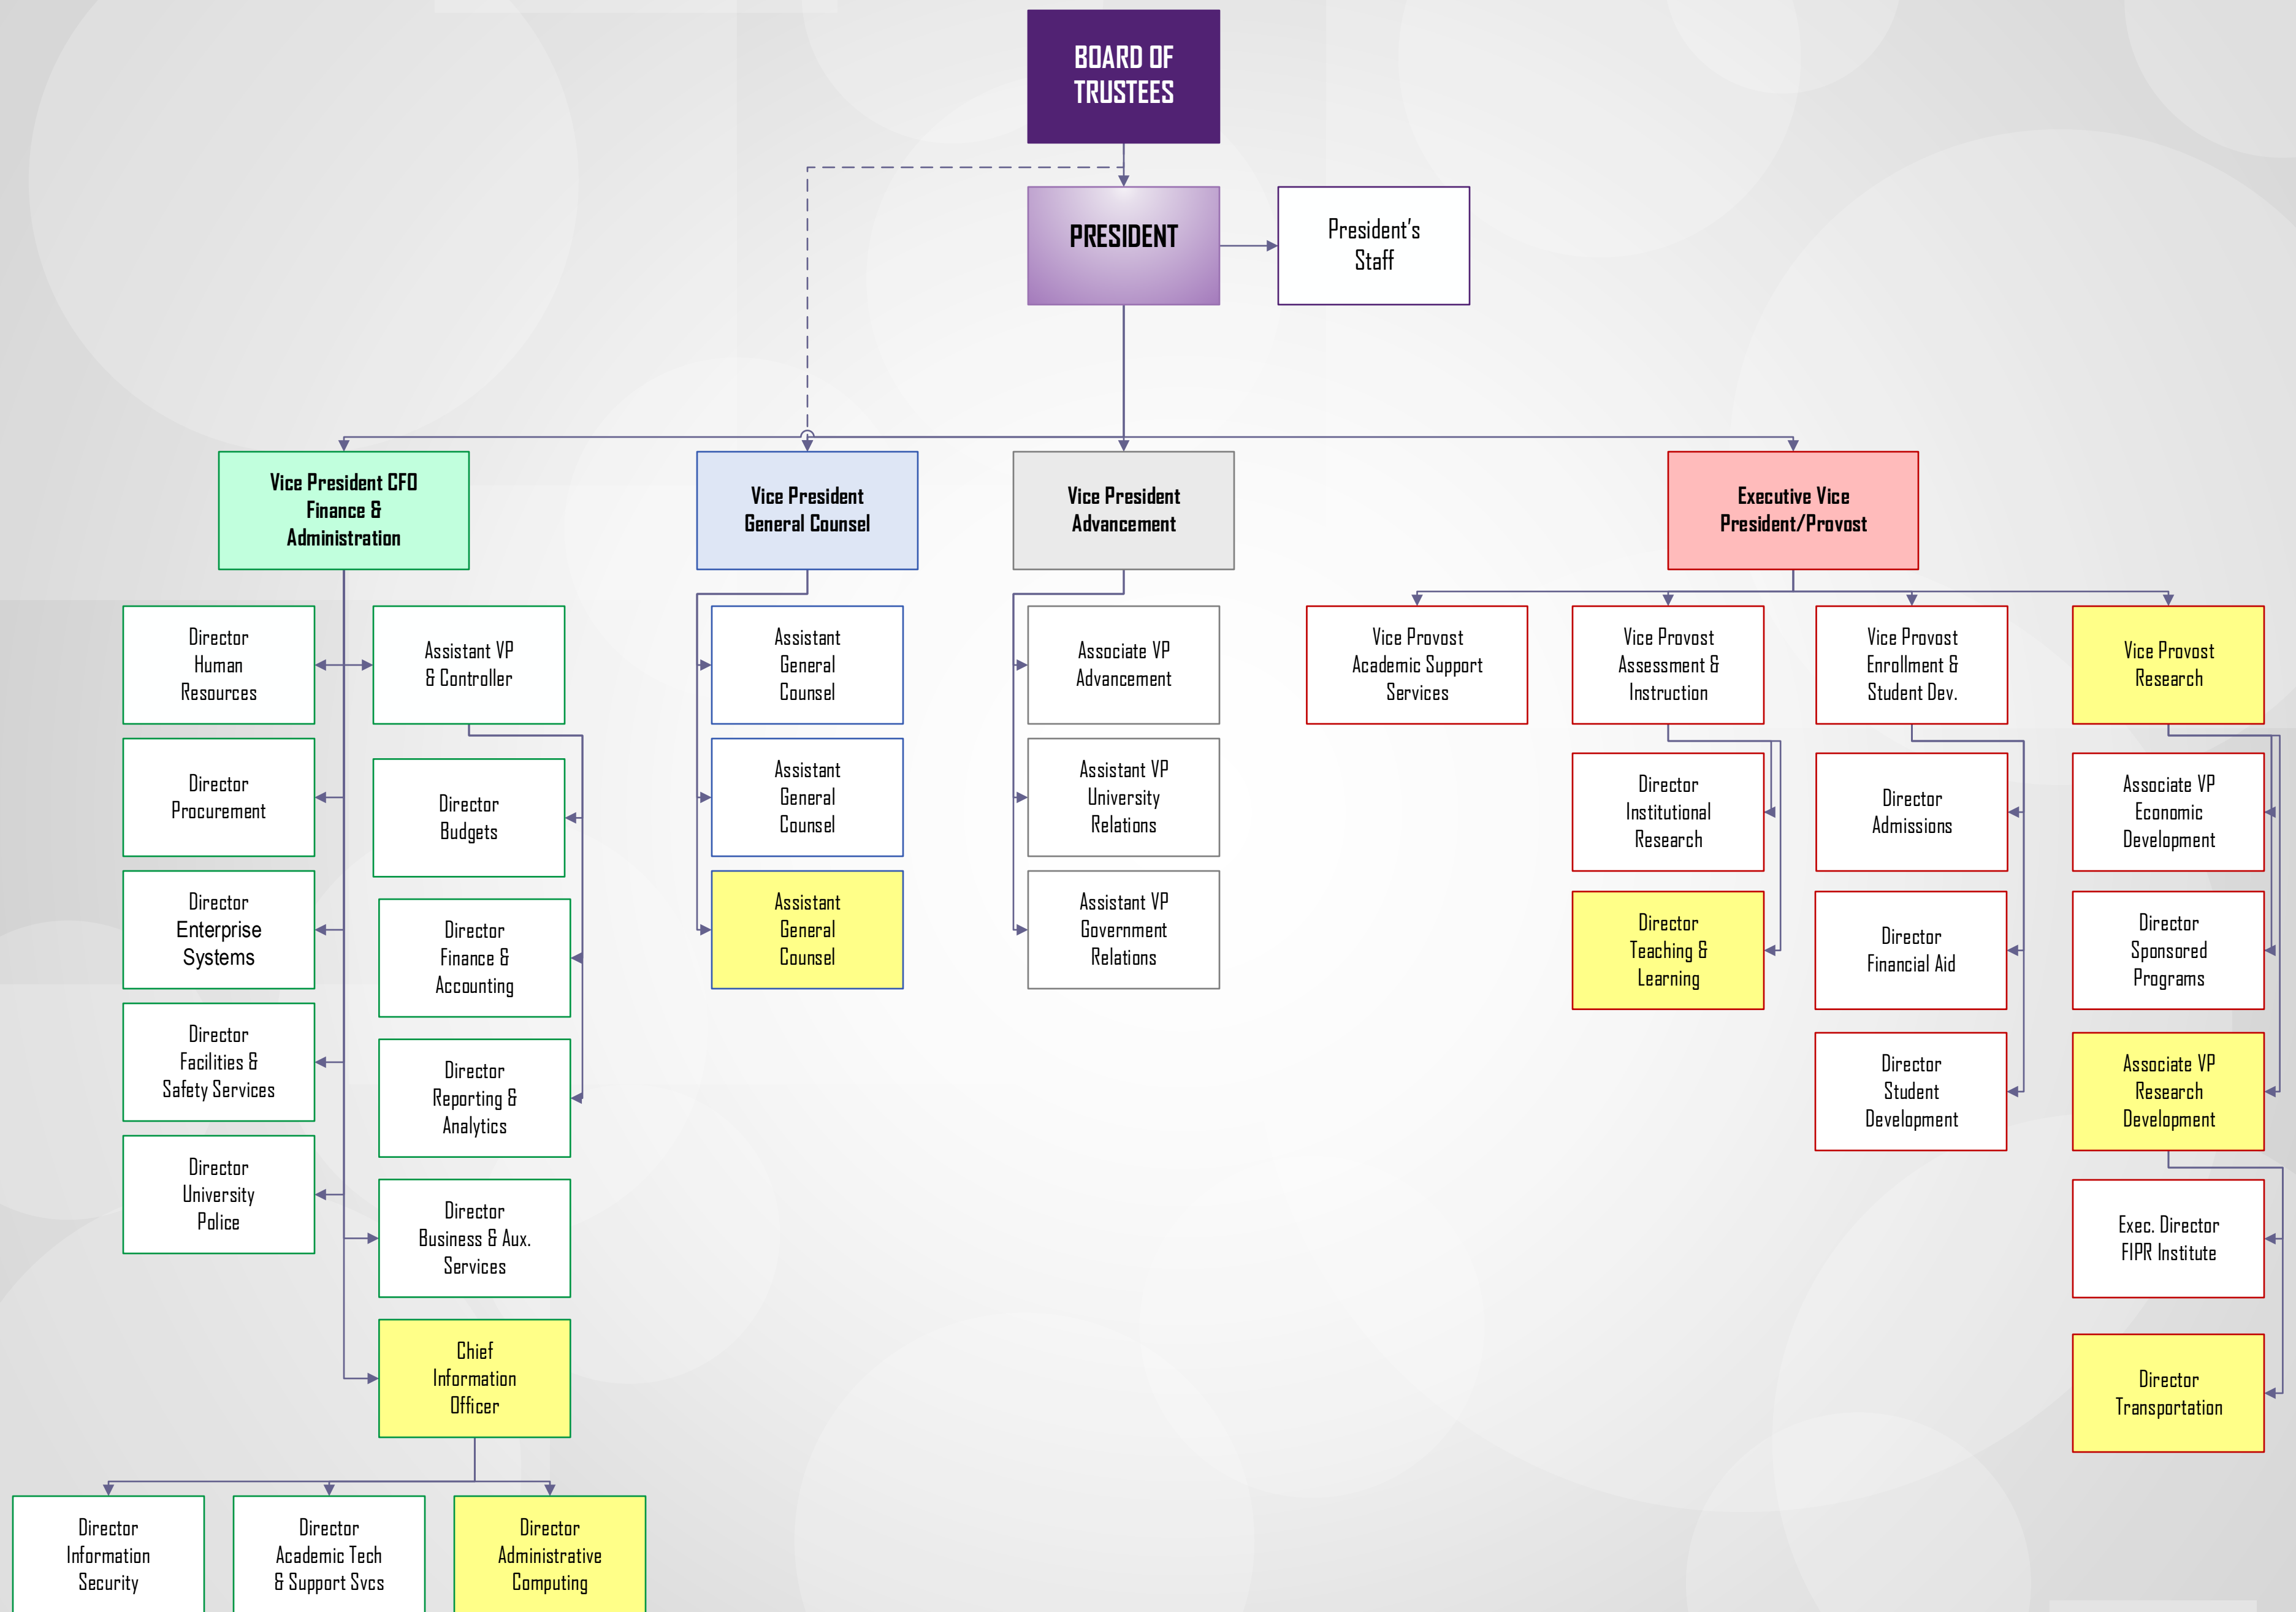 BOARD OF
TRUSTEES
PRESIDENT
President's
Staff
Vice President CFO
Finance &
Administration
Vice President
General Counsel
Vice President
Advancement
Executive Vice
President/Provost
Director
Human
Resources
Assistant VP
& Controller
Assistant
General
Counsel
Associate VP
Advancement
Vice Provost
Academic Support
Services
Vice Provost
Assessment &
Instruction
Vice Provost
Enrollment &
Student Dev.
Vice Provost
Research
Director
Procurement
Director
Budgets
Assistant
General
Counsel
Assistant VP
University
Relations
Director
Institutional
Research
Director
Admissions
Associate VP
Economic
Development
Director
Enterprise
Systems
Director
Finance &
Accounting
Assistant
General
Counsel
Assistant VP
Government
Relations
Director
Teaching &
Learning
Director
Financial Aid
Director
Sponsored
Programs
Director
Facilities &
Safety Services
Director
Reporting &
Analytics
Director
Student
Development
Associate VP
Research
Development
Director
University
Police
Director
Business & Aux.
Services
Exec. Director
FIPR Institute
Chief
Information
Officer
Director
Transportation
Director
Information
Security
Director
Academic Tech
& Support Svcs
Director
Administrative
Computing